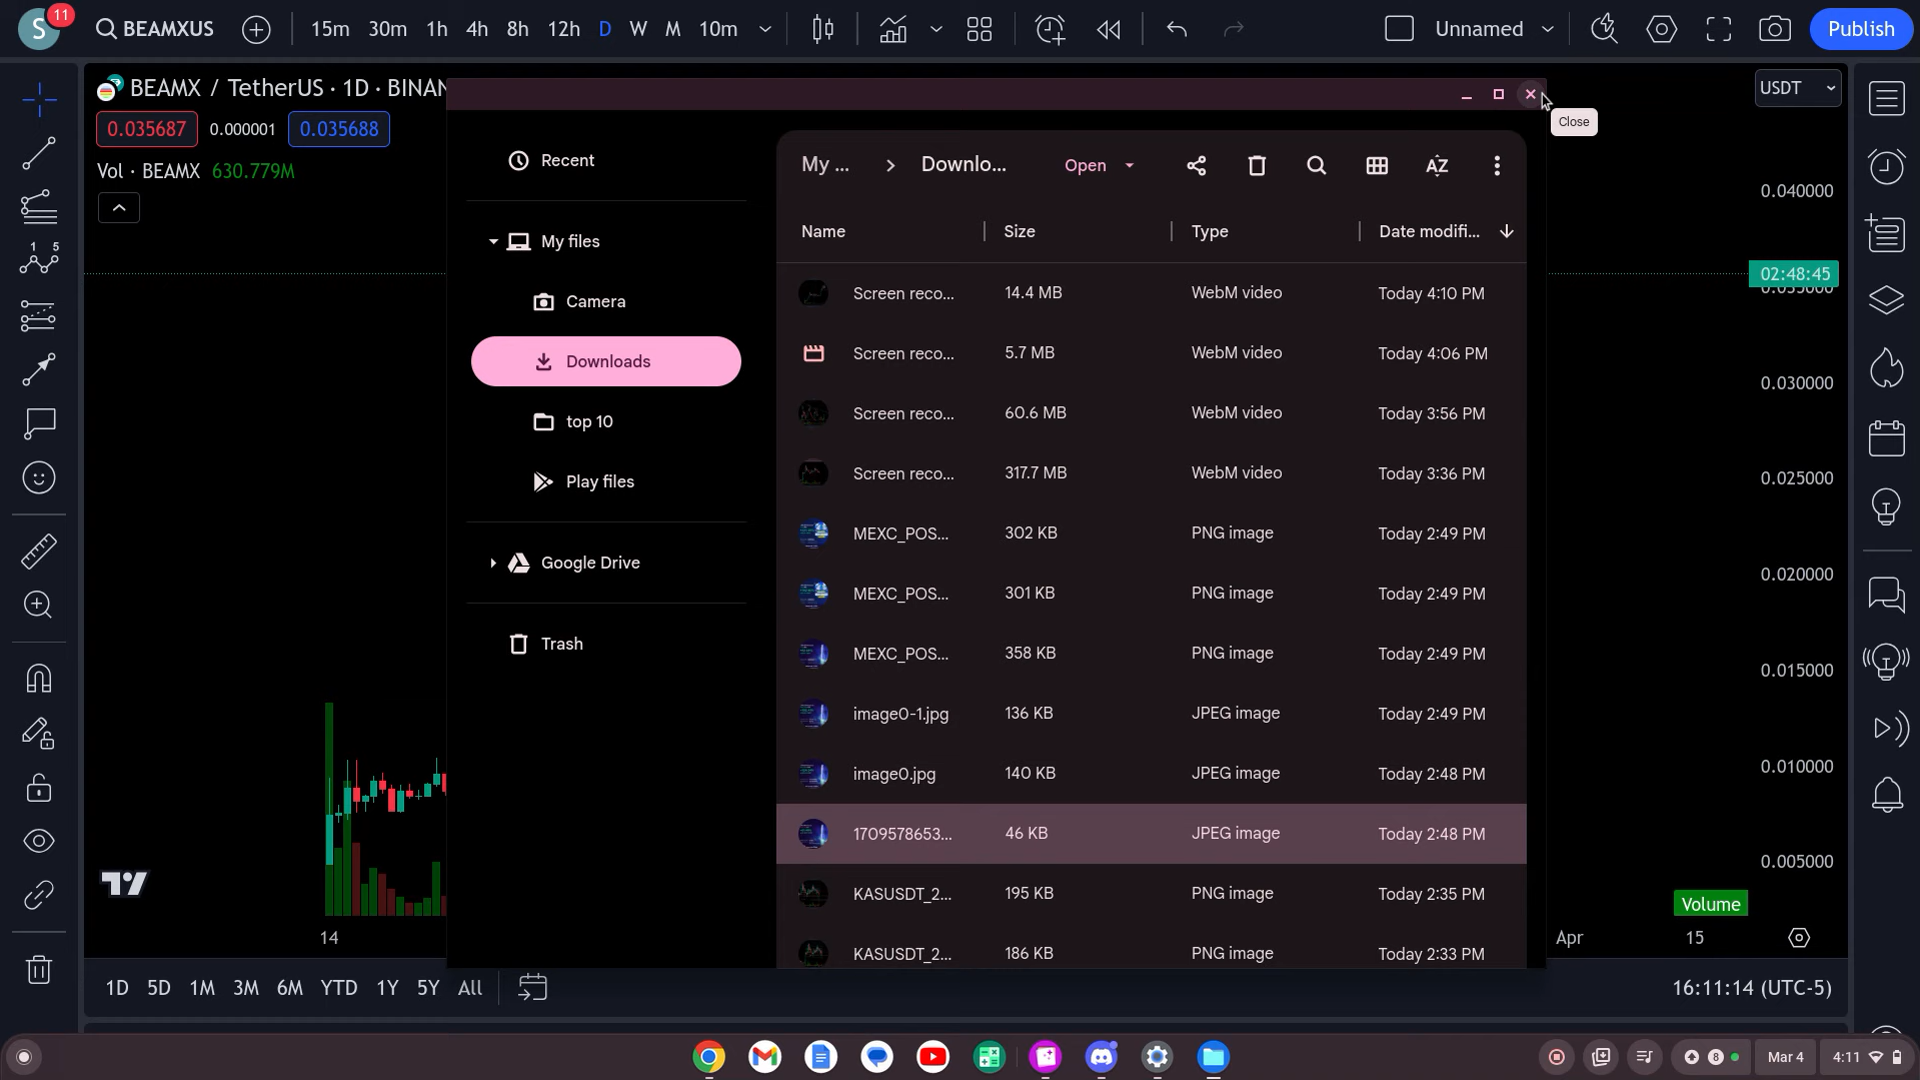 S 11 BEAMXUS 15m 30m 1h 4h 8h 12h D W M 10m Unnamed Publish
BEAMX / TetherUS · 1D · BINAN
0.035687 0.000001 0.035688
Vol · BEAMX 630.779M
USDT
0.040000
02:48:45
0.030000
0.025000
0.020000
0.015000
0.010000
0.005000
Close
Recent
My files
Camera
Downloads
top 10
Play files
Google Drive
Trash
My ... Downlo... Open
Name Size Type Date modifi...
Screen reco... 14.4 MB WebM video Today 4:10 PM
Screen reco... 5.7 MB WebM video Today 4:06 PM
Screen reco... 60.6 MB WebM video Today 3:56 PM
Screen reco... 317.7 MB WebM video Today 3:36 PM
MEXC_POS... 302 KB PNG image Today 2:49 PM
MEXC_POS... 301 KB PNG image Today 2:49 PM
MEXC_POS... 358 KB PNG image Today 2:49 PM
image0-1.jpg 136 KB JPEG image Today 2:49 PM
image0.jpg 140 KB JPEG image Today 2:48 PM
1709578653... 46 KB JPEG image Today 2:48 PM
KASUSDT_2... 195 KB PNG image Today 2:35 PM
KASUSDT_2... 186 KB PNG image Today 2:33 PM
Volume
14 Apr 15
1D 5D 1M 3M 6M YTD 1Y 5Y All 16:11:14 (UTC-5)
8 Mar 4 4:11